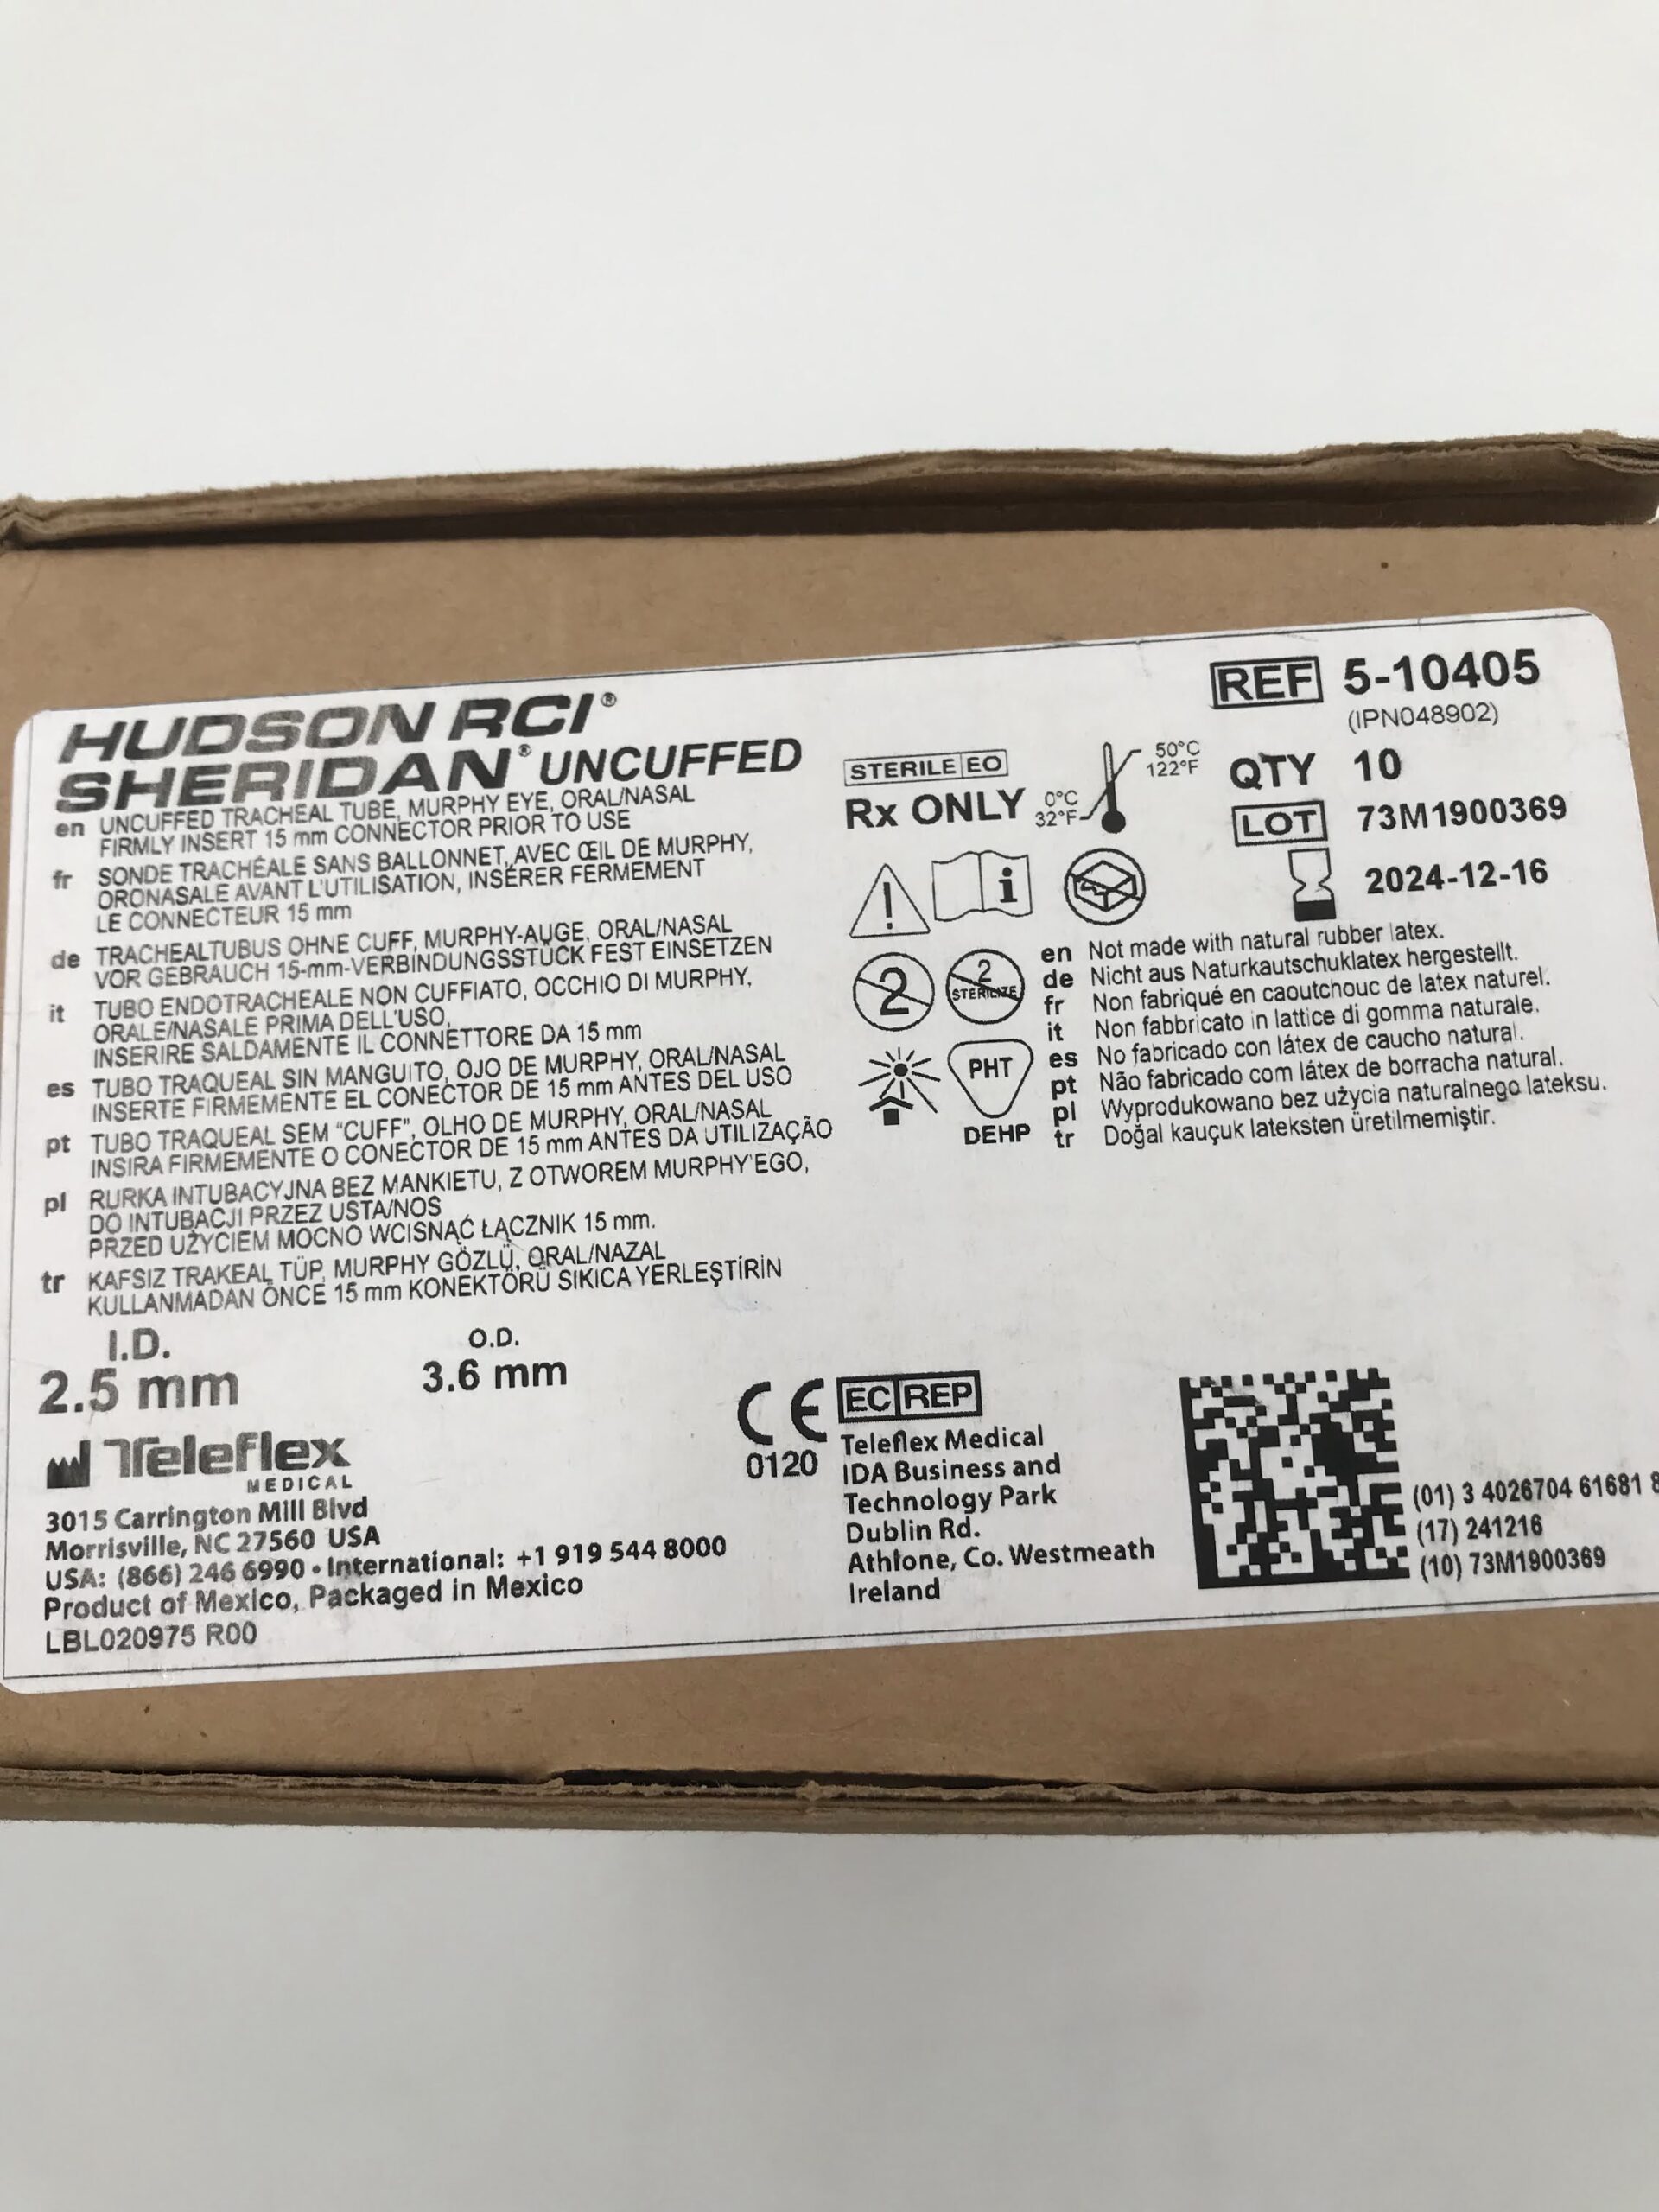 HUDSON RCI®
SHERIDAN® UNCUFFED
en UNCUFFED TRACHEAL TUBE, MURPHY EYE, ORAL/NASAL
FIRMLY INSERT 15 mm CONNECTOR PRIOR TO USE
fr SONDE TRACHÉALE SANS BALLONNET, AVEC ŒIL DE MURPHY,
ORONASALE AVANT L'UTILISATION, INSÉRER FERMEMENT
LE CONNECTEUR 15 mm
de TRACHEALTUBUS OHNE CUFF, MURPHY-AUGE, ORAL/NASAL
VOR GEBRAUCH 15-mm-VERBINDUNGSSTÜCK FEST EINSETZEN
it TUBO ENDOTRACHEALE NON CUFFIATO, OCCHIO DI MURPHY,
ORALE/NASALE PRIMA DELL'USO,
INSERIRE SALDAMENTE IL CONNETTORE DA 15 mm
es TUBO TRAQUEAL SIN MANGUITO, OJO DE MURPHY, ORAL/NASAL
INSERTE FIRMEMENTE EL CONECTOR DE 15 mm ANTES DEL USO
pt TUBO TRAQUEAL SEM "CUFF", OLHO DE MURPHY, ORAL/NASAL
INSIRA FIRMEMENTE O CONECTOR DE 15 mm ANTES DA UTILIZAÇÃO
pl RURKA INTUBACYJNA BEZ MANKIETU, Z OTWOREM MURPHY'EGO,
DO INTUBACJI PRZEZ USTA/NOS
PRZED UŻYCIEM MOCNO WCISNĄĆ ŁĄCZNIK 15 mm.
tr KAFSIZ TRAKEAL TÜP, MURPHY GÖZLÜ, ORAL/NAZAL
KULLANMADAN ÖNCE 15 mm KONEKTÖRÜ SIKICA YERLEŞTİRİN
I.D.
2.5 mm
O.D.
3.6 mm
Teleflex
MEDICAL
3015 Carrington Mill Blvd
Morrisville, NC 27560 USA
USA: (866) 246 6990 • International: +1 919 544 8000
Product of Mexico, Packaged in Mexico
LBL020975 R00
STERILE EO
Rx ONLY
0°C
32°F
50°C
122°F
REF 5-10405
(IPN048902)
QTY 10
LOT 73M1900369
2024-12-16
i
2
2
STERILIZE
PHT
DEHP
en Not made with natural rubber latex.
de Nicht aus Naturkautschuklatex hergestellt.
fr Non fabriqué en caoutchouc de latex naturel.
it Non fabbricato in lattice di gomma naturale.
es No fabricado con látex de caucho natural.
pt Não fabricado com látex de borracha natural.
pl Wyprodukowano bez użycia naturalnego lateksu.
tr Doğal kauçuk lateksten üretilmemiştir.
CE
0120
EC REP
Teleflex Medical
IDA Business and
Technology Park
Dublin Rd.
Athlone, Co. Westmeath
Ireland
(01) 3 4026704 61681 8
(17) 241216
(10) 73M1900369